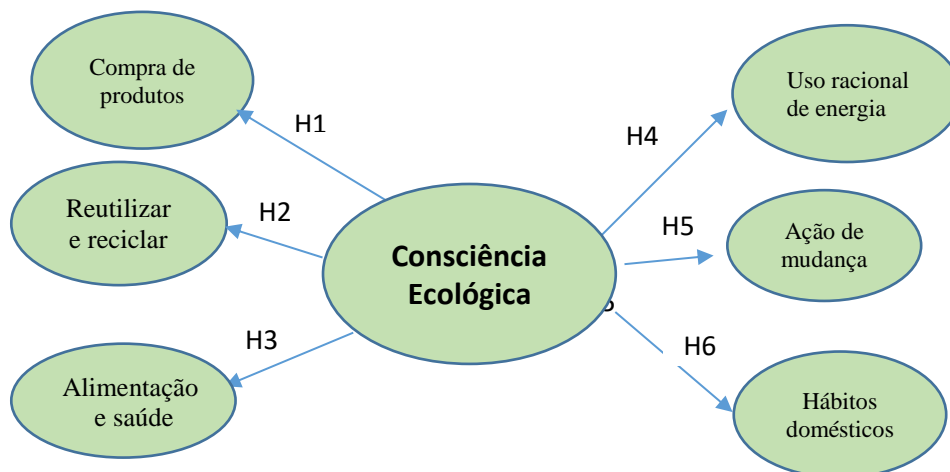 Compra de
produtos
H1
Reutilizar
e reciclar
H2
Alimentação
e saúde
H3
Consciência
Ecológica
H4
Uso racional
de energia
H5
Ação de
mudança
H6
Hábitos
domésticos